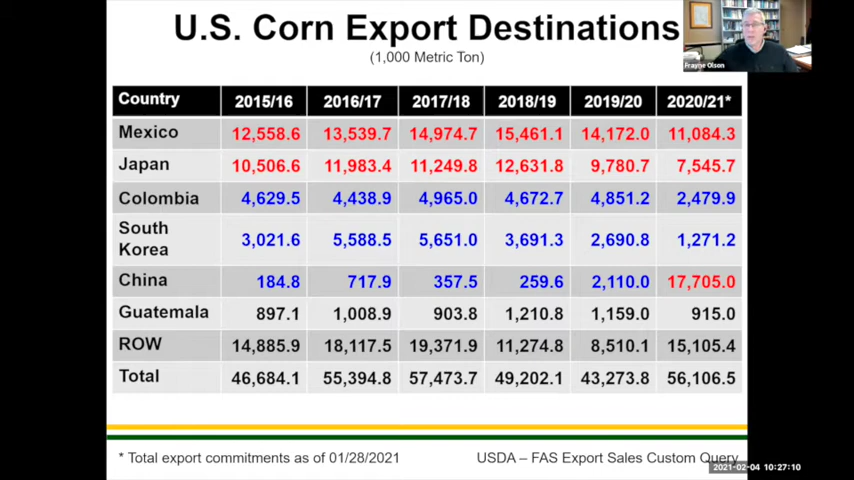 U.S. Corn Export Destinations
(1,000 Metric Ton)
Frayne Olson
Country 2015/16 2016/17 2017/18 2018/19 2019/20 2020/21*
Mexico 12,558.6 13,539.7 14,974.7 15,461.1 14,172.0 11,084.3
Japan 10,506.6 11,983.4 11,249.8 12,631.8 9,780.7 7,545.7
Colombia 4,629.5 4,438.9 4,965.0 4,672.7 4,851.2 2,479.9
South
Korea 3,021.6 5,588.5 5,651.0 3,691.3 2,690.8 1,271.2
China 184.8 717.9 357.5 259.6 2,110.0 17,705.0
Guatemala 897.1 1,008.9 903.8 1,210.8 1,159.0 915.0
ROW 14,885.9 18,117.5 19,371.9 11,274.8 8,510.1 15,105.4
Total 46,684.1 55,394.8 57,473.7 49,202.1 43,273.8 56,106.5
* Total export commitments as of 01/28/2021 USDA – FAS Export Sales Custom Query
2021-02-04 10:27:10